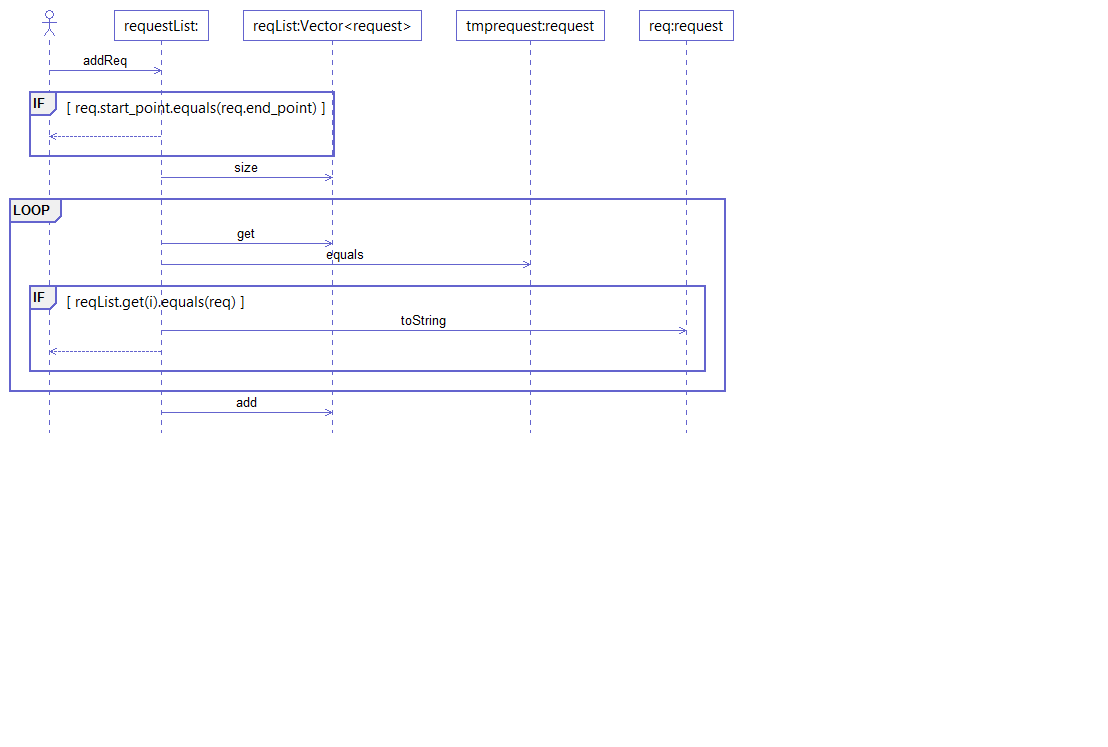 requestList:
reqList:Vector<request>
tmprequest:request
req:request
addReq
IF
[ req.start_point.equals(req.end_point) ]
size
LOOP
get
equals
IF
[ reqList.get(i).equals(req) ]
toString
add